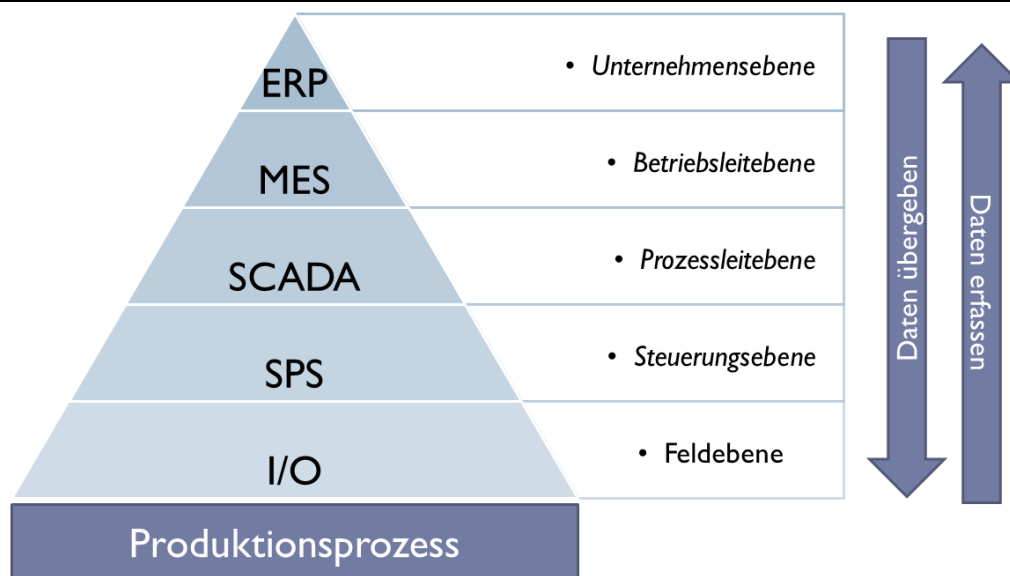 ERP
• Unternehmensebene
MES
• Betriebsleitebene
SCADA
• Prozessleitebene
SPS
• Steuerungsebene
I/O
• Feldebene
Produktionsprozess
Daten übergeben
Daten erfassen